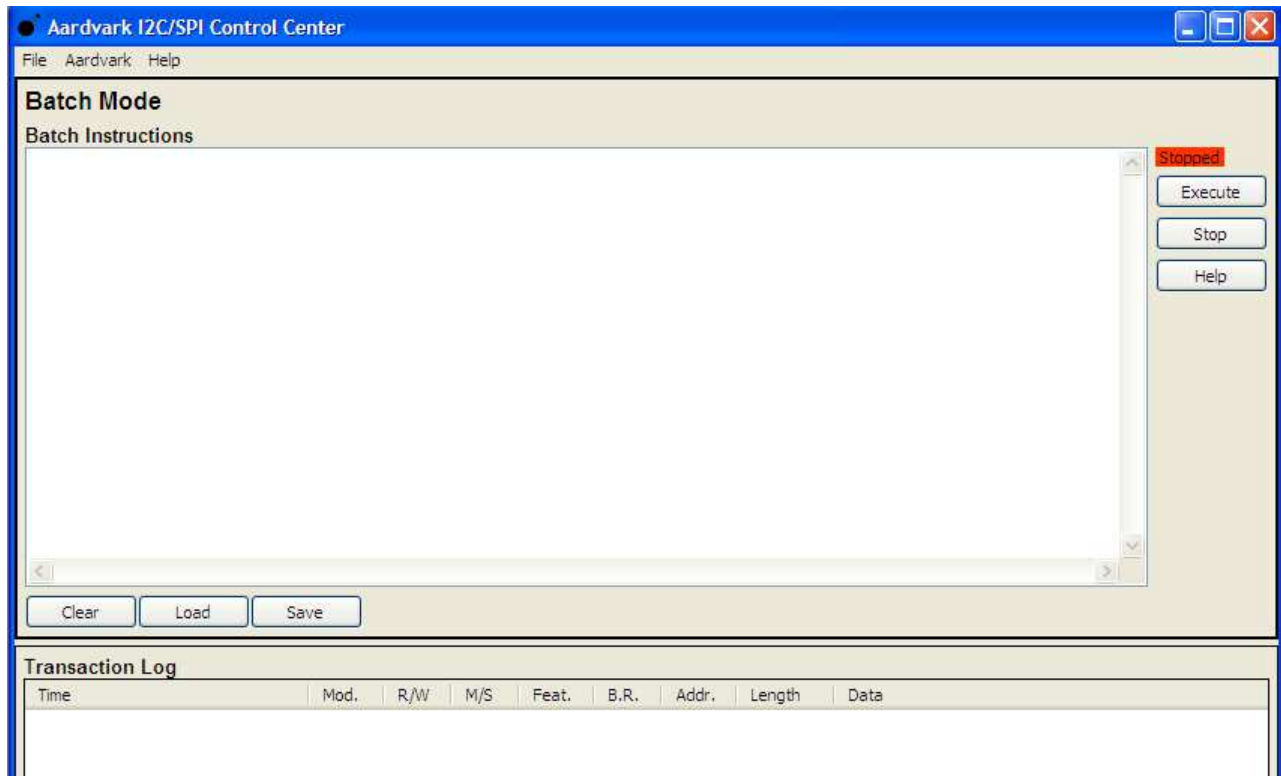 Aardvark I2C/SPI Control Center
File Aardvark Help
Batch Mode
Batch Instructions
Stopped
Execute
Stop
Help
Clear Load Save
Transaction Log
Time Mod. R/W M/S Feat. B.R. Addr. Length Data